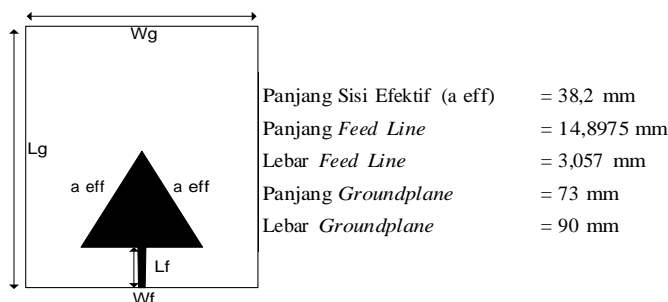 Wg
Panjang Sisi Efektif (a eff) = 38,2 mm
Panjang Feed Line = 14,8975 mm
Lg
Lebar Feed Line = 3,057 mm
a eff a eff
Panjang Groundplane = 73 mm
Lebar Groundplane = 90 mm
Lf
Wf